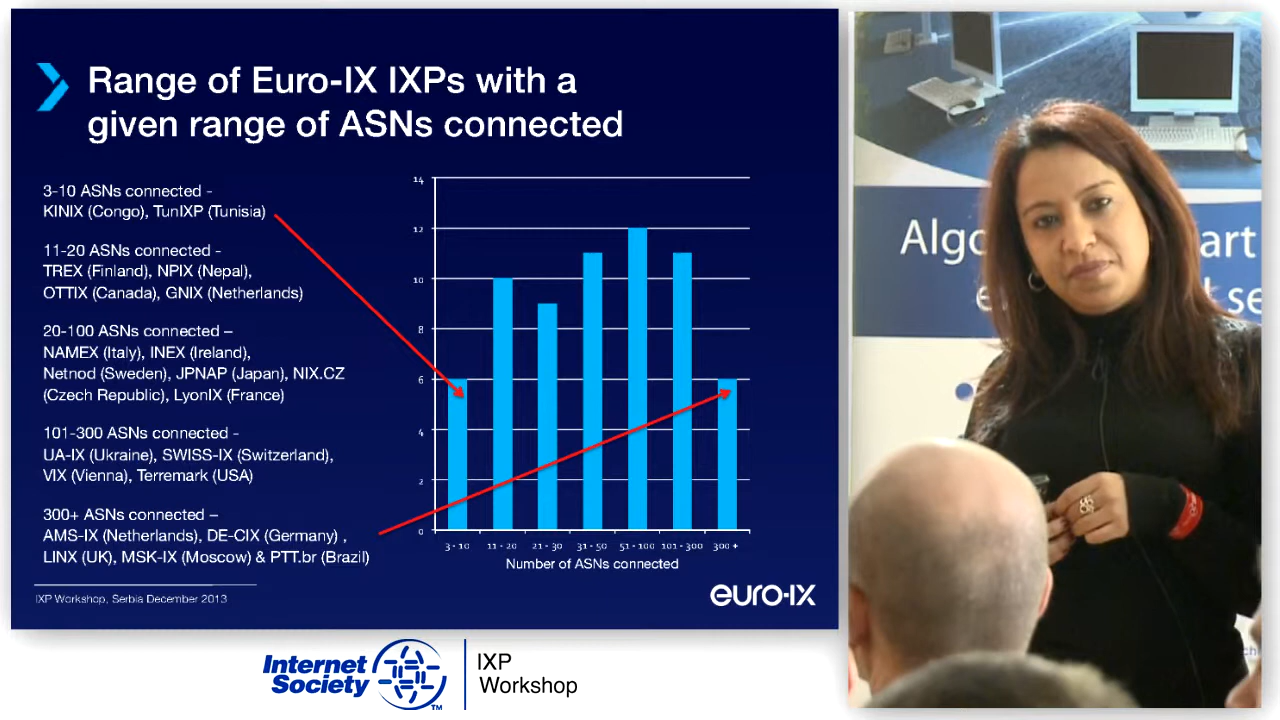 Range of Euro-IX IXPs with a
given range of ASNs connected
3-10 ASNs connected -
KINIX (Congo), TunIXP (Tunisia)
11-20 ASNs connected -
TREX (Finland), NPIX (Nepal),
OTTIX (Canada), GNIX (Netherlands)
20-100 ASNs connected –
NAMEX (Italy), INEX (Ireland),
Netnod (Sweden), JPNAP (Japan), NIX.CZ
(Czech Republic), LyonIX (France)
101-300 ASNs connected -
UA-IX (Ukraine), SWISS-IX (Switzerland),
VIX (Vienna), Terremark (USA)
300+ ASNs connected –
AMS-IX (Netherlands), DE-CIX (Germany) ,
LINX (UK), MSK-IX (Moscow) & PTT.br (Brazil)
14
12
10
8
6
4
2
0
3 - 10 11 - 20 21 - 30 31 - 50 51 - 100 101 - 300 300 +
Number of ASNs connected
IXP Workshop, Serbia December 2013
euro-ix
Internet
Society
TM
IXP
Workshop